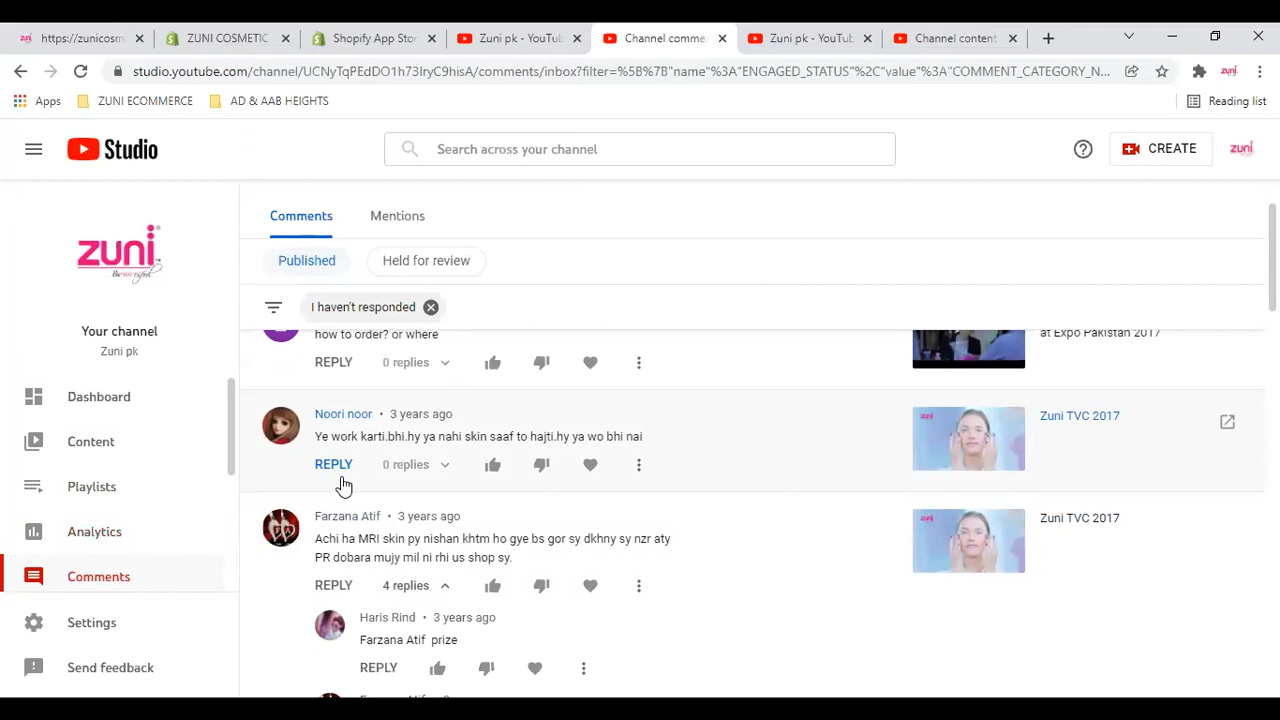 https://zunicosm
ZUNI COSMETIC
Shopify App Stor
Zuni pk - YouTub
Channel comme
Zuni pk - YouTub
Channel content
studio.youtube.com/channel/UCNyTqPEdDO1h73IryC9hisA/comments/inbox?filter=%5B%7B"name"%3A"ENGAGED_STATUS"%2C"value"%3A"COMMENT_CATEGORY_N...
Apps ZUNI ECOMMERCE AD & AAB HEIGHTS Reading list
Studio
Search across your channel
CREATE
zuni
zuni
Your channel
Zuni pk
Dashboard
Content
Playlists
Analytics
Comments
Settings
Send feedback
Comments Mentions
Published Held for review
I haven't responded
how to order? or where
REPLY 0 replies
at Expo Pakistan 2017
Noori noor • 3 years ago
Ye work karti.bhi.hy ya nahi skin saaf to hajti.hy ya wo bhi nai
REPLY 0 replies
Zuni TVC 2017
Farzana Atif • 3 years ago
Achi ha MRI skin py nishan khtm ho gye bs gor sy dkhny sy nzr aty
PR dobara mujy mil ni rhi us shop sy.
REPLY 4 replies
Zuni TVC 2017
Haris Rind • 3 years ago
Farzana Atif prize
REPLY